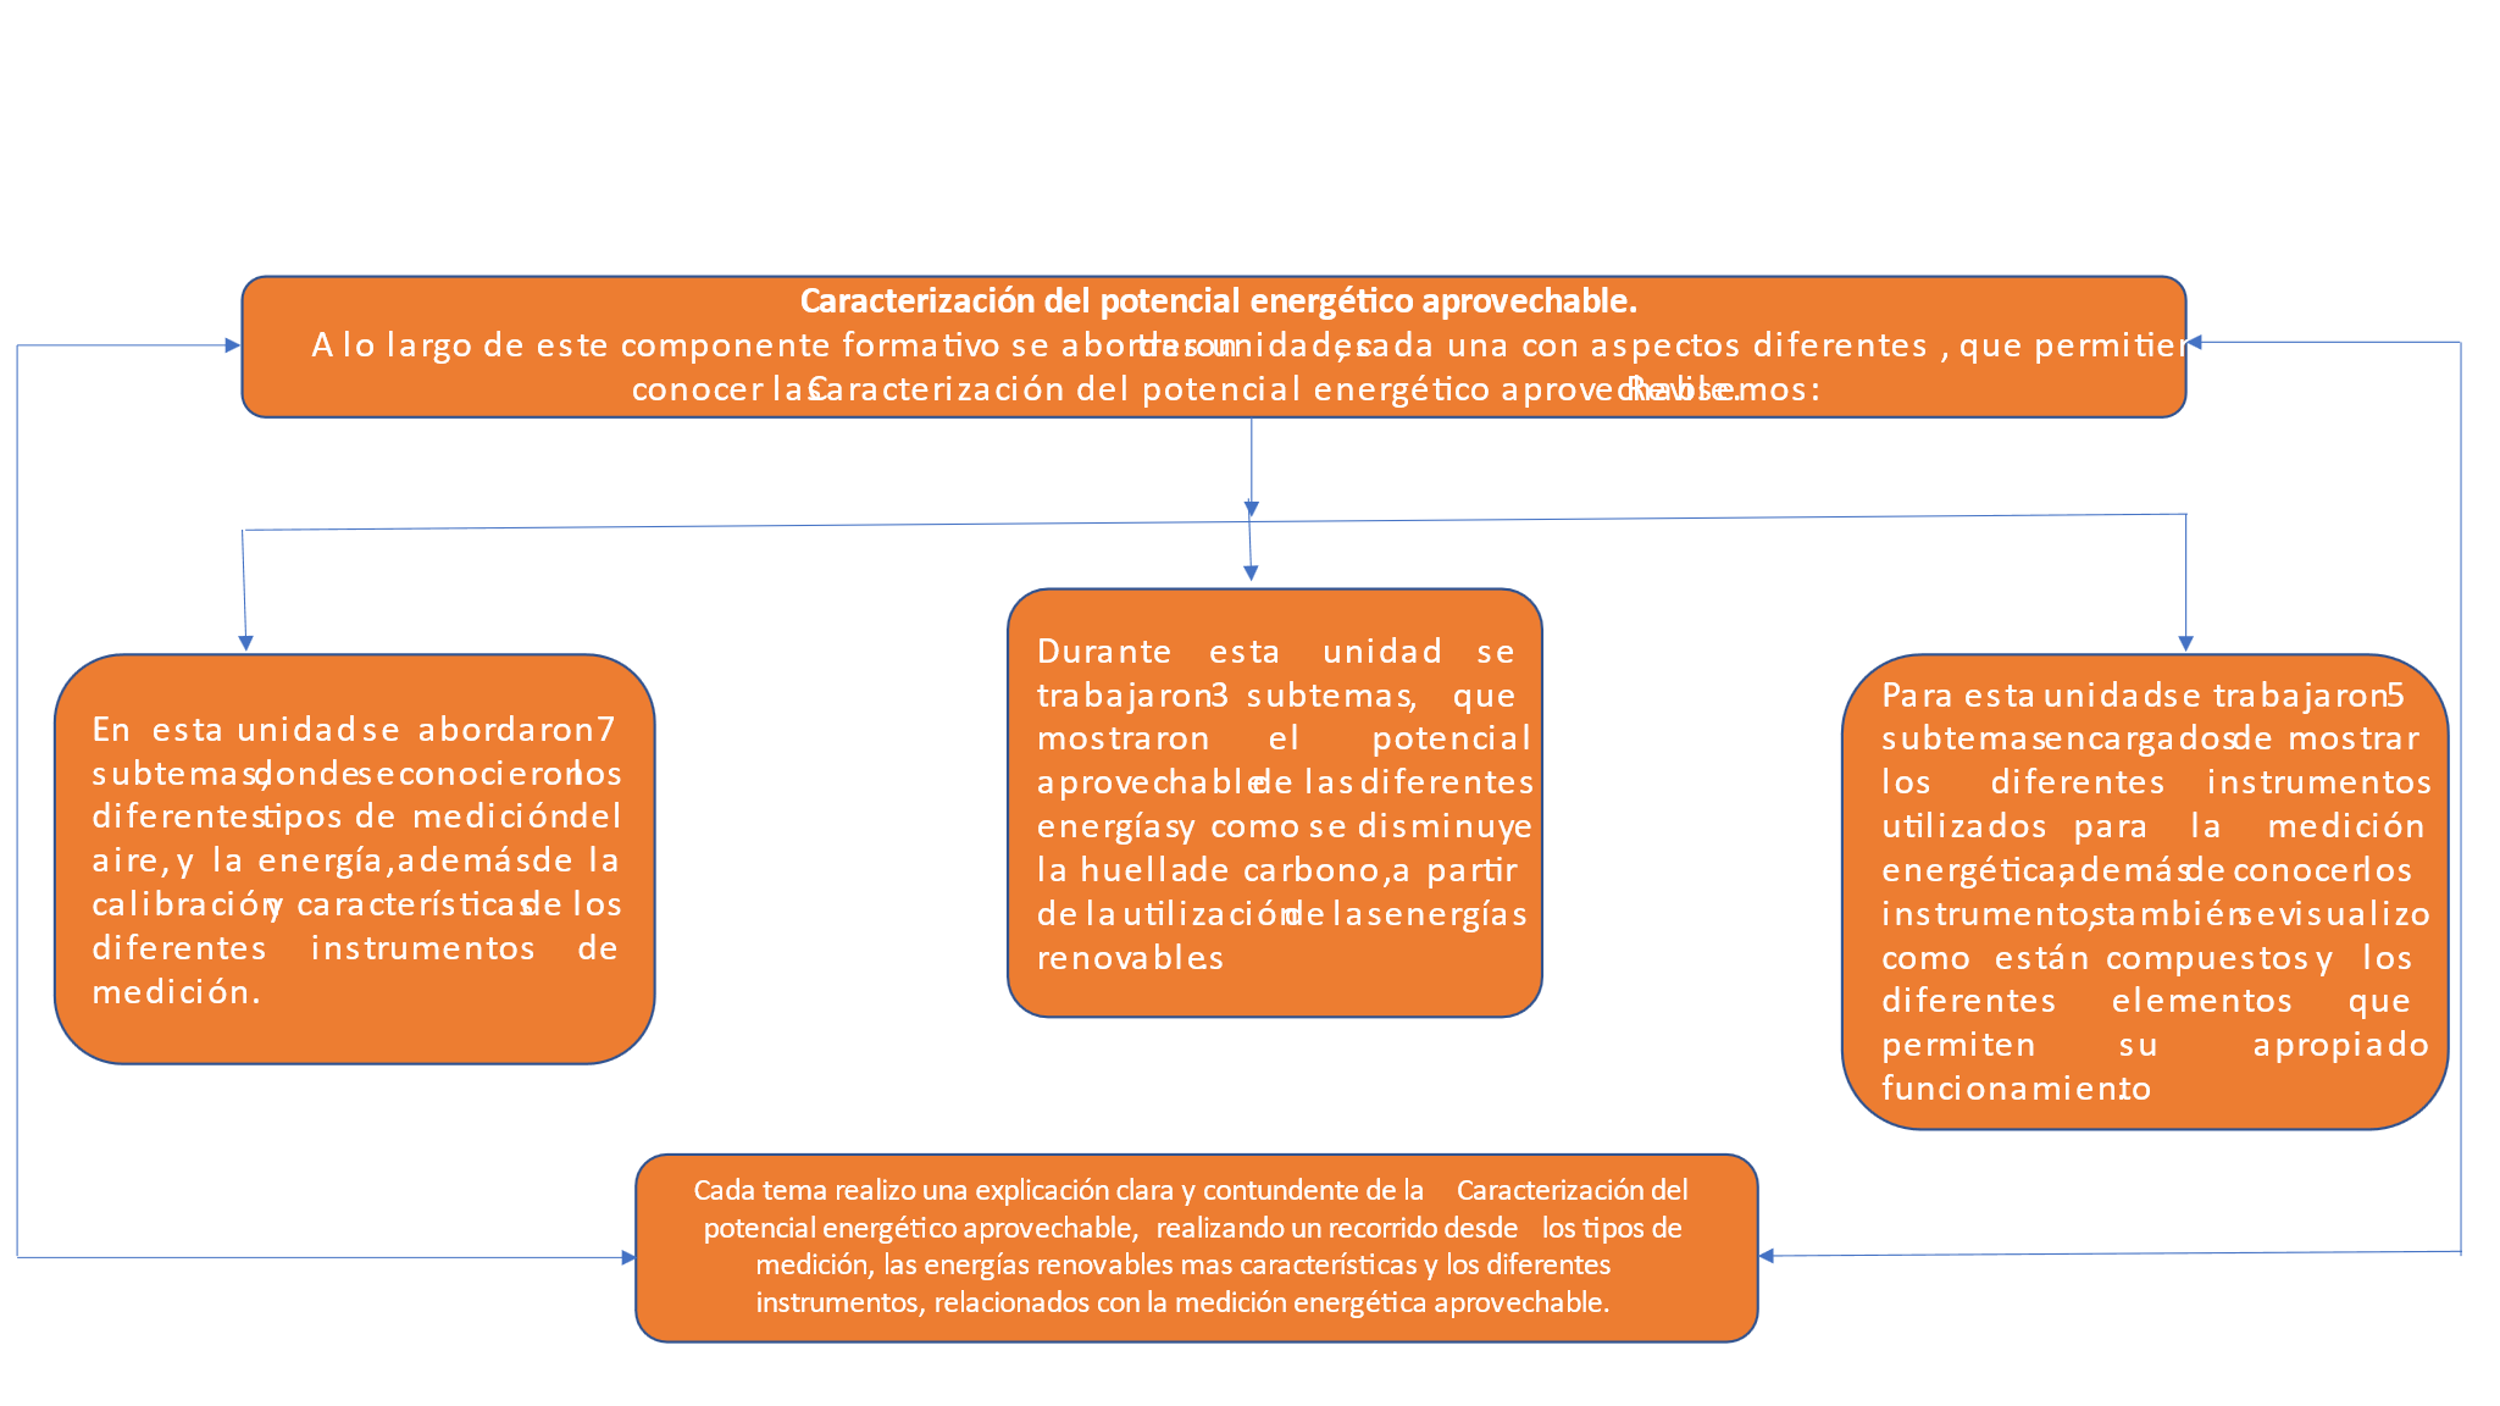 Caracterización del potencial energético aprovechable.
A lo largo de este componente formativo se abordaron tres unidades, cada una con aspectos diferentes , que permitier
conocer las Caracterización del potencial energético aprovechable. Revisemos:
En esta unidad se abordaron 7
subtemas, donde se conocieron los
diferentes tipos de medición del
aire, y la energía, además de la
calibración y características de los
diferentes instrumentos de
medición.
Durante esta unidad se
trabajaron 3 subtemas, que
mostraron el potencial
aprovechable de las diferentes
energías y como se disminuye
la huella de carbono, a partir
de la utilización de las energías
renovables.
Para esta unidad se trabajaron 5
subtemas encargados de mostrar
los diferentes instrumentos
utilizados para la medición
energética, además de conocer los
instrumentos, también se visualizo
como están compuestos y los
diferentes elementos que
permiten su apropiado
funcionamiento.
Cada tema realizo una explicación clara y contundente de la Caracterización del
potencial energético aprovechable, realizando un recorrido desde los tipos de
medición, las energías renovables mas características y los diferentes
instrumentos, relacionados con la medición energética aprovechable.